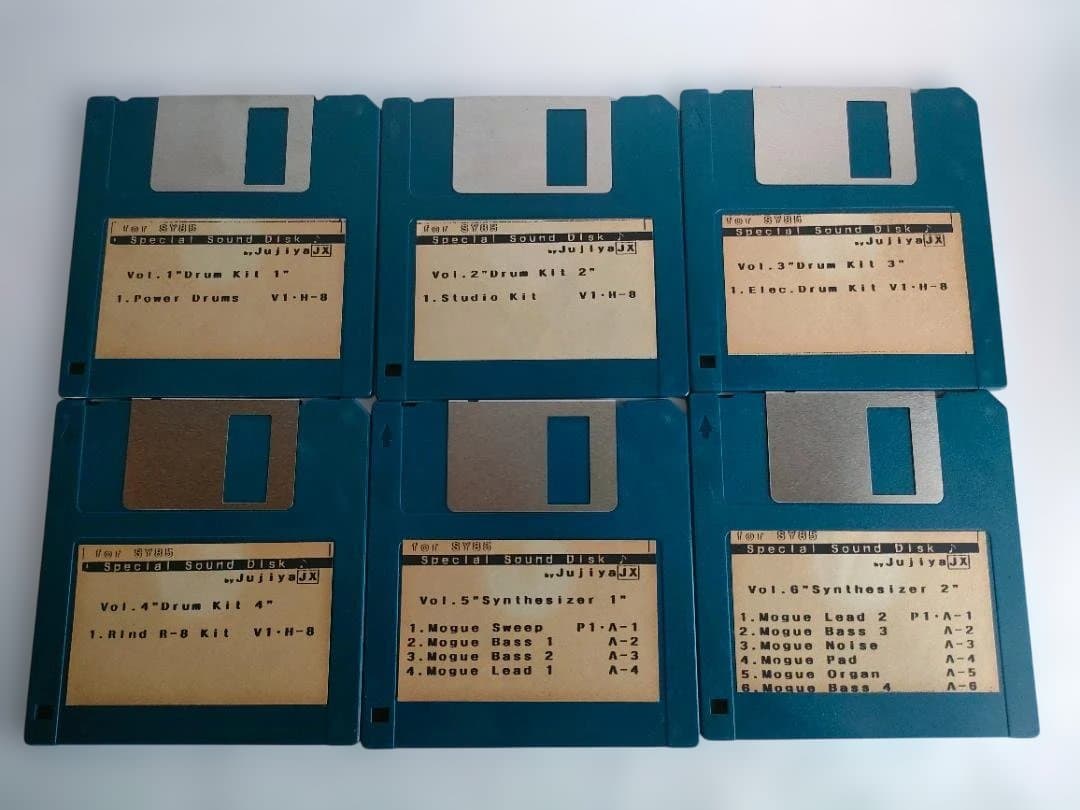 for SY85
Special Sound Disk ♪
by Jujiya JX
Vol.1"Drum Kit 1"
1.Power Drums V1·H-8
for SY85
Special Sound Disk ♪
by Jujiya JX
Vol.2"Drum Kit 2"
1.Studio Kit V1·H-8
for SY85
Special Sound Disk ♪
by Jujiya JX
Vol.3"Drum Kit 3"
1.Elec.Drum Kit V1·H-8
for SY85
Special Sound Disk ♪
by Jujiya JX
Vol.4"Drum Kit 4"
1.Rlnd R-8 Kit V1·H-8
for SY85
Special Sound Disk ♪
by Jujiya JX
Vol.5"Synthesizer 1"
1.Mogue Sweep P1·A-1
2.Mogue Bass 1 A-2
3.Mogue Bass 2 A-3
4.Mogue Lead 1 A-4
for SY85
Special Sound Disk ♪
by Jujiya JX
Vol.6"Synthesizer 2"
1.Mogue Lead 2 P1·A-1
2.Mogue Bass 3 A-2
3.Mogue Noise A-3
4.Mogue Pad A-4
5.Mogue Organ A-5
6.Mogue Bass 4 A-6